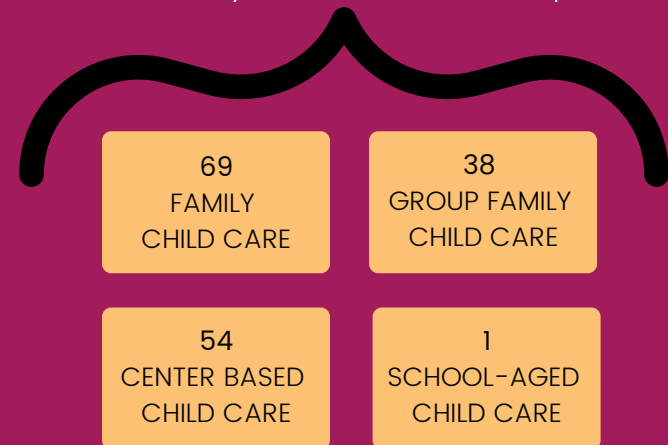 69
FAMILY
CHILD CARE
38
GROUP FAMILY
CHILD CARE
54
CENTER BASED
CHILD CARE
1
SCHOOL-AGED
CHILD CARE